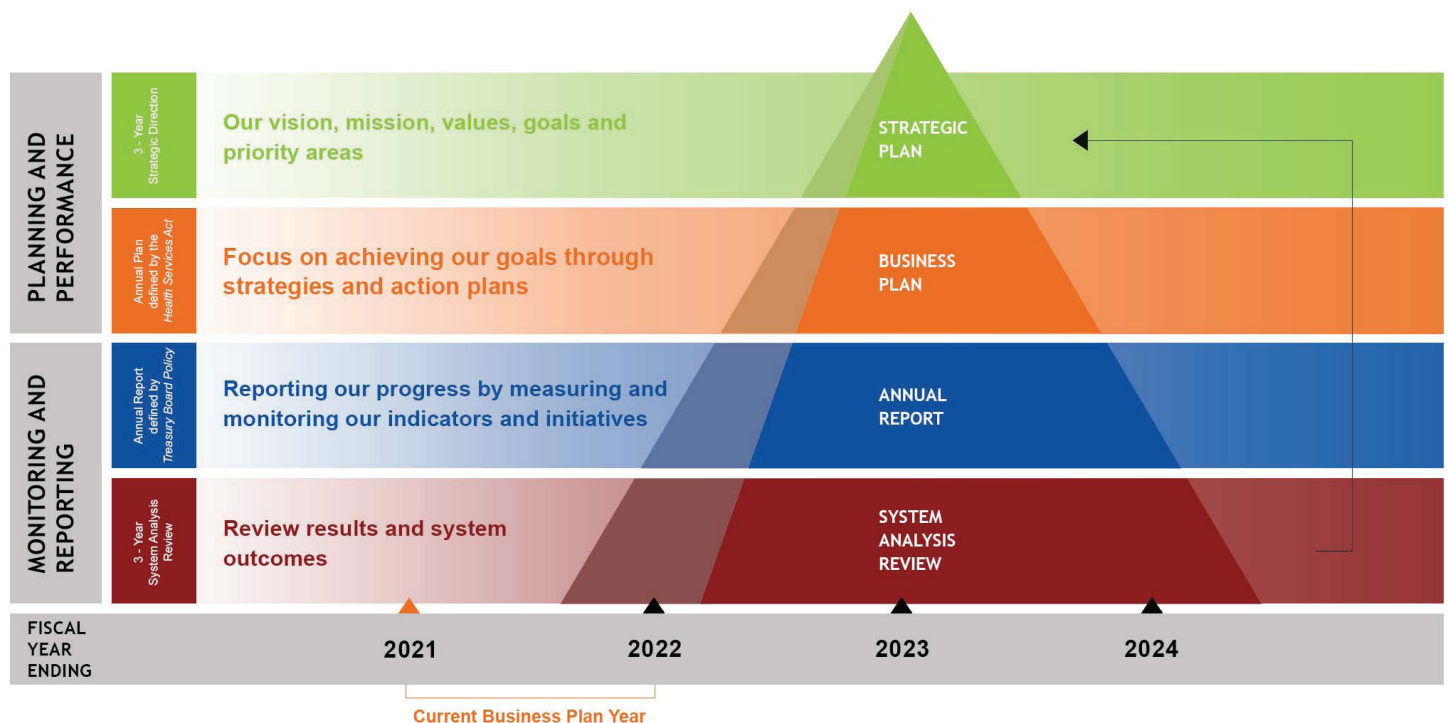 PLANNING AND
PERFORMANCE
3 - Year
Strategic Direction
Our vision, mission, values, goals and
priority areas
STRATEGIC
PLAN
Annual Plan
defined by the
Health Services Act
Focus on achieving our goals through
strategies and action plans
BUSINESS
PLAN
MONITORING AND
REPORTING
Annual Report
defined by
Treasury Board Policy
Reporting our progress by measuring and
monitoring our indicators and initiatives
ANNUAL
REPORT
3 - Year
System Analysis
Review
Review results and system
outcomes
SYSTEM
ANALYSIS
REVIEW
FISCAL
YEAR
ENDING
2021
2022
2023
2024
Current Business Plan Year